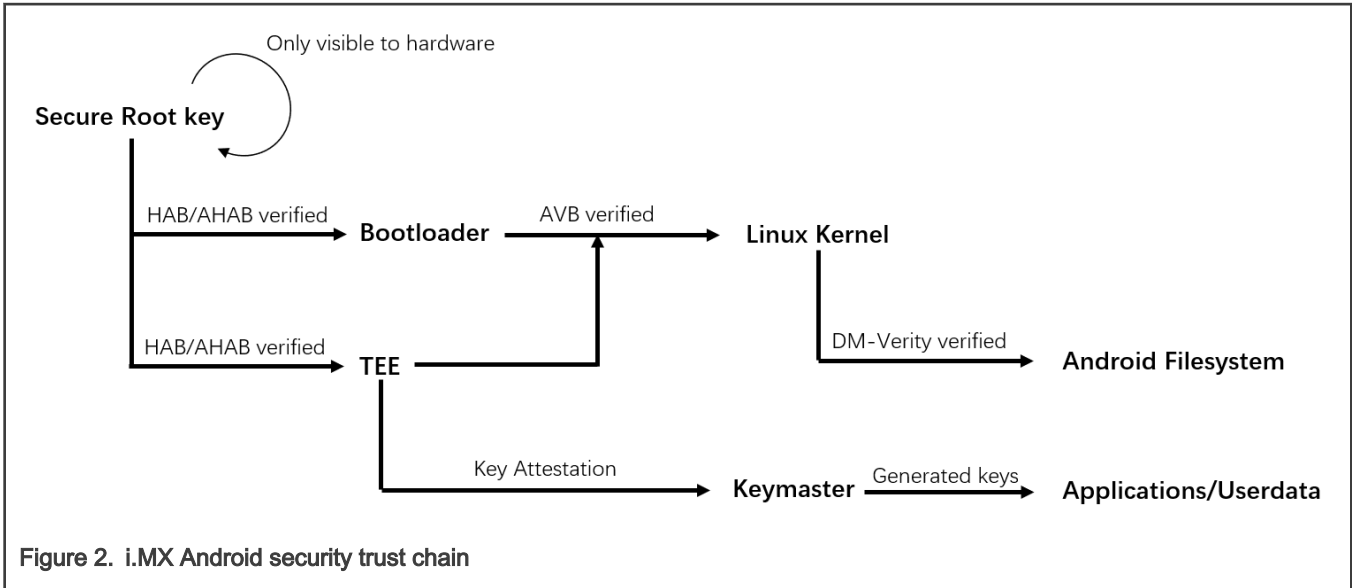 Only visible to hardware
Secure Root key
HAB/AHAB verified
Bootloader
AVB verified
Linux Kernel
HAB/AHAB verified
TEE
DM-Verity verified
Android Filesystem
Key Attestation
Keymaster
Generated keys
Applications/Userdata
Figure 2. i.MX Android security trust chain